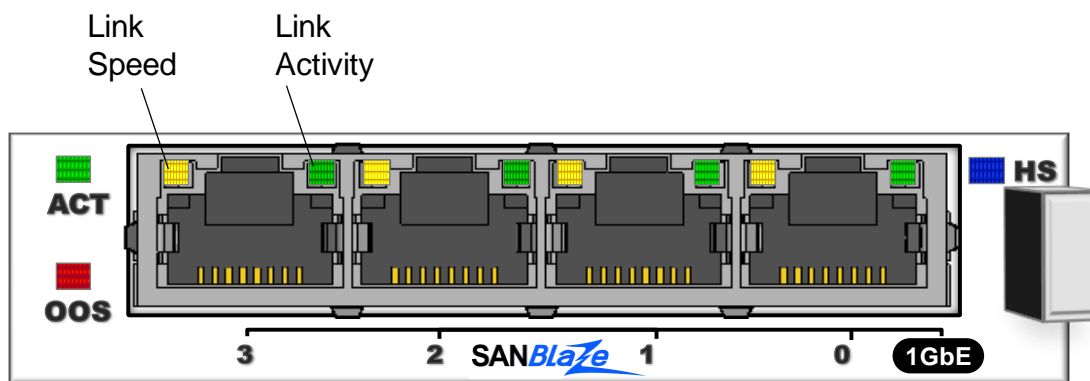 Link
Speed
Link
Activity
ACT
HS
OOS
3 2 SANBlaze 1 0 1GbE